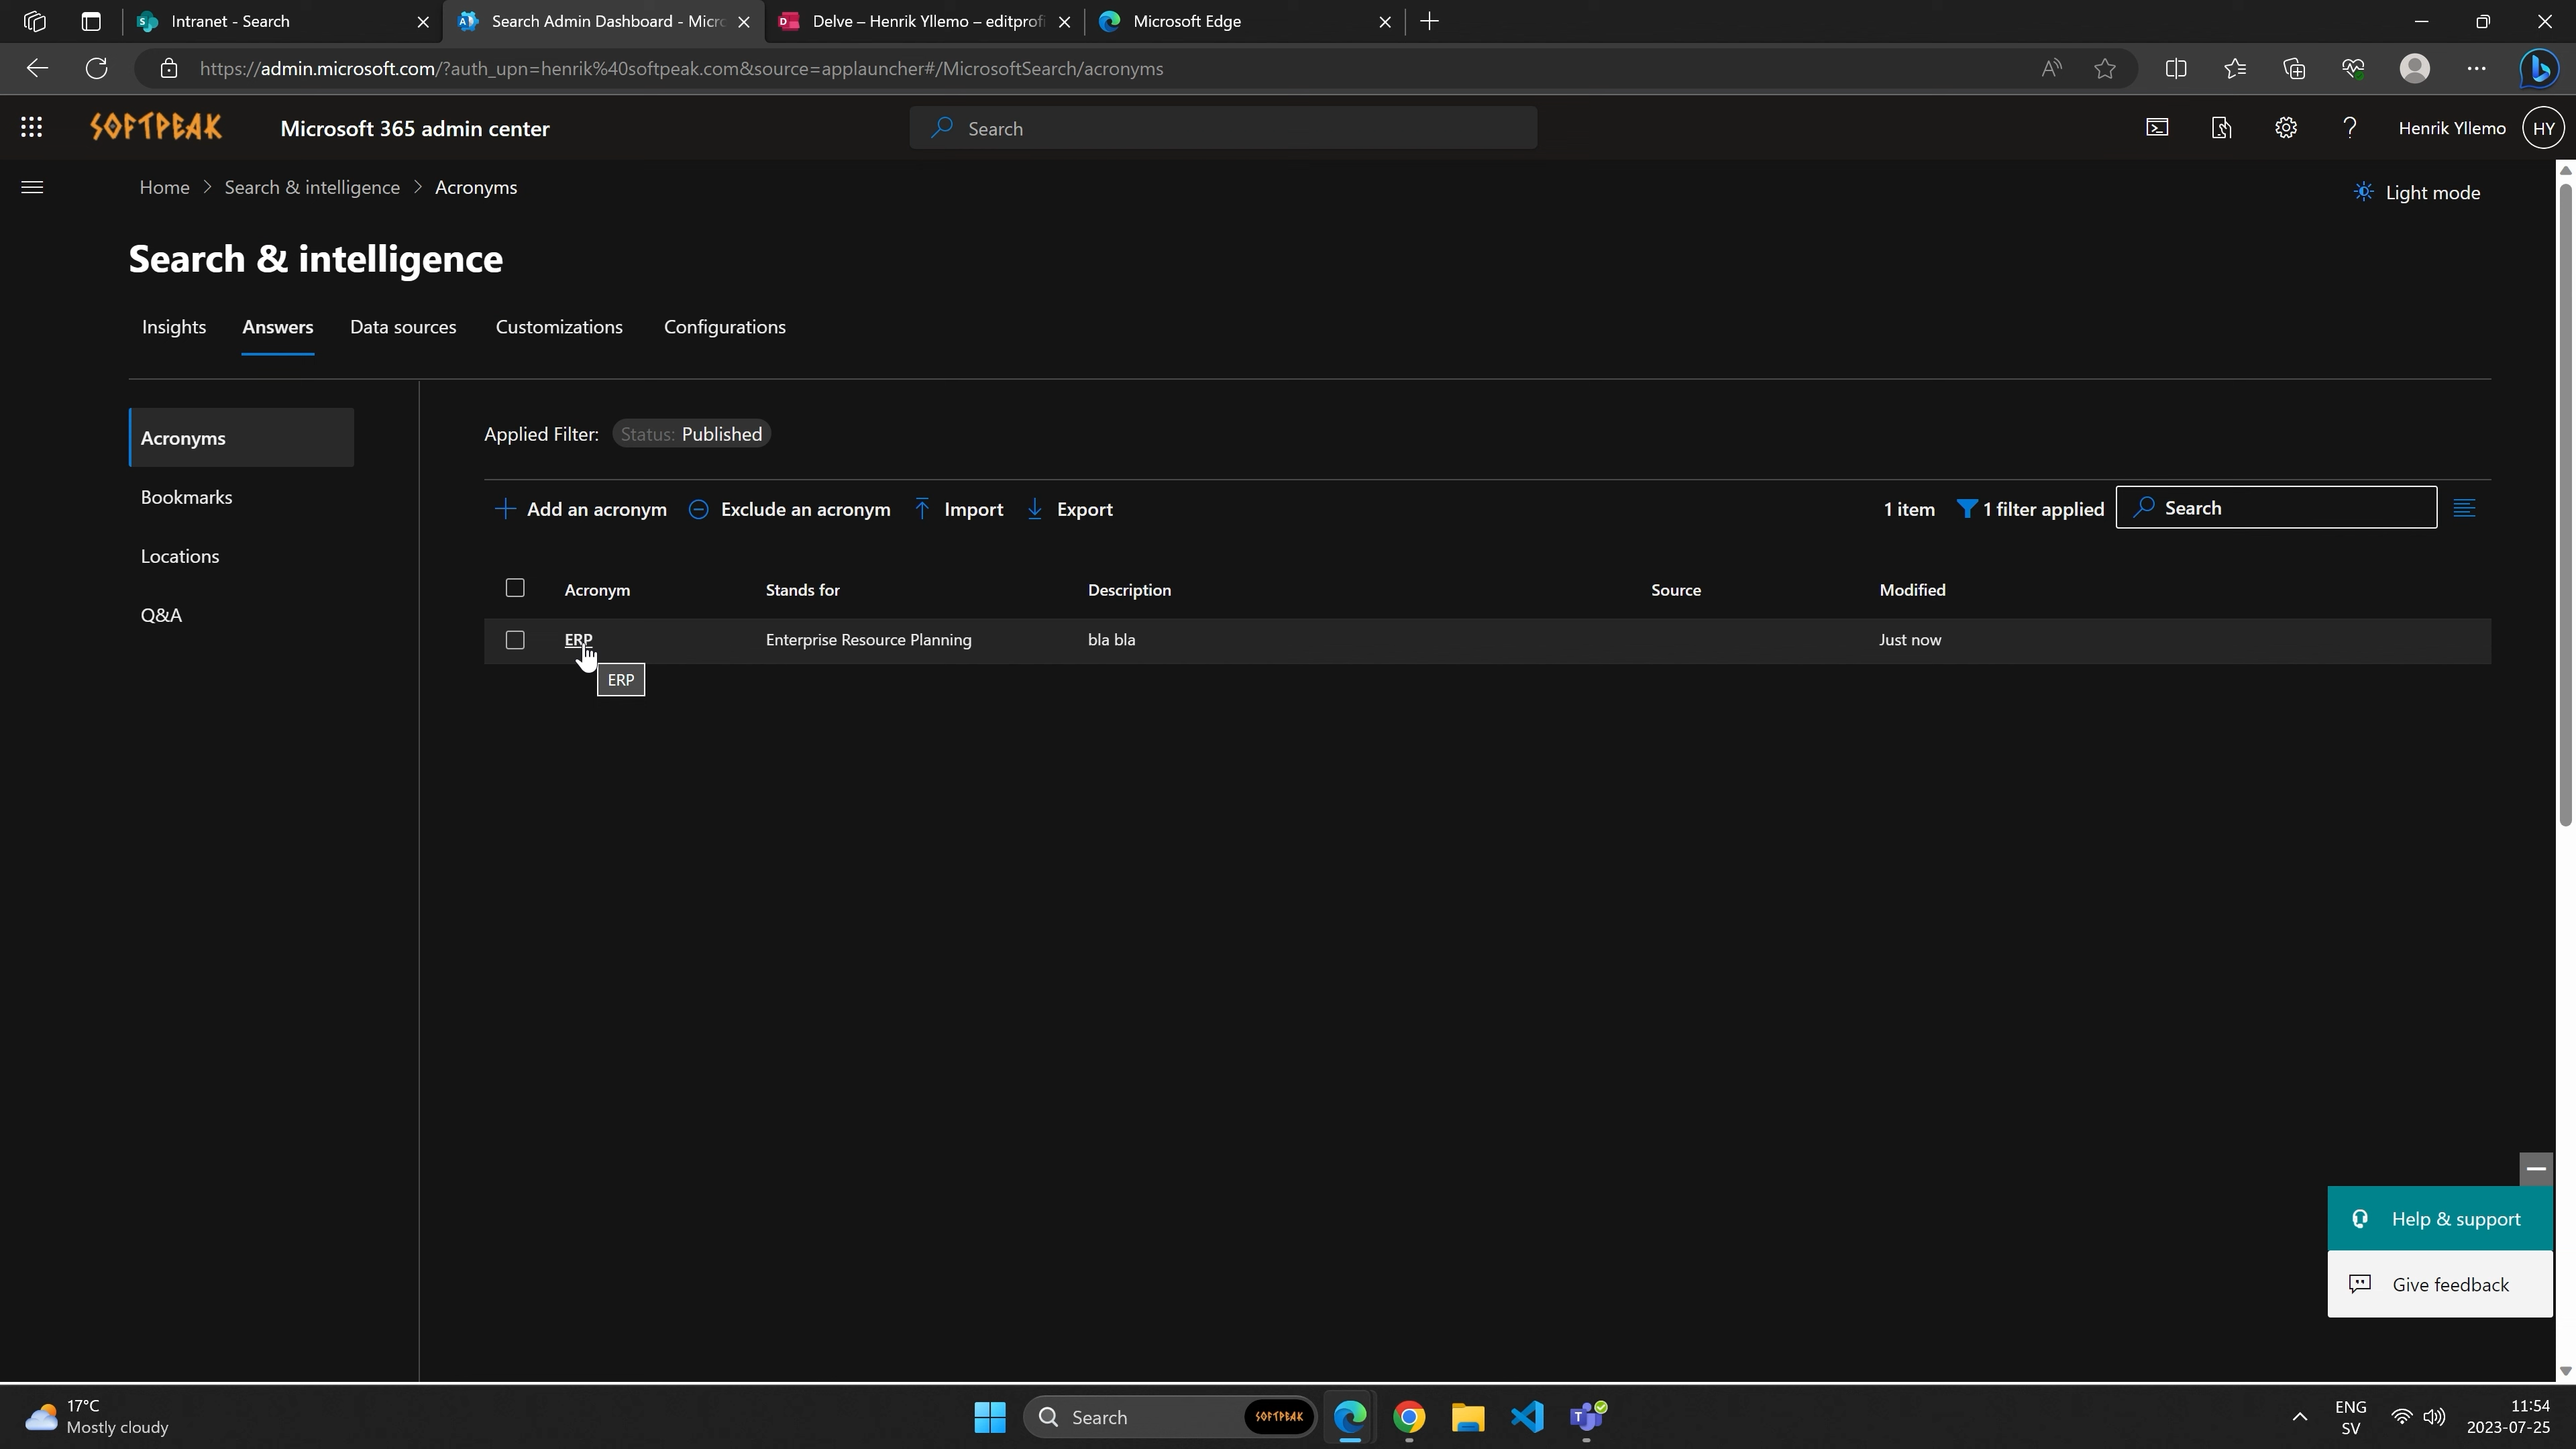 Intranet - Search
Search Admin Dashboard - Micro
Delve – Henrik Yllemo – editprofi
Microsoft Edge
https://admin.microsoft.com/?auth_upn=henrik%40softpeak.com&source=applauncher#/MicrosoftSearch/acronyms
SOFTPEAK
Microsoft 365 admin center
Search
Henrik Yllemo
HY
Home > Search & intelligence > Acronyms
Light mode
Search & intelligence
Insights
Answers
Data sources
Customizations
Configurations
Acronyms
Bookmarks
Locations
Q&A
Applied Filter: Status: Published
Add an acronym
Exclude an acronym
Import
Export
1 item
1 filter applied
Search
Acronym Stands for Description Source Modified
ERP Enterprise Resource Planning bla bla Just now
ERP
Help & support
Give feedback
17°C
Mostly cloudy
Search
SOFTPEAK
ENG
SV
11:54
2023-07-25